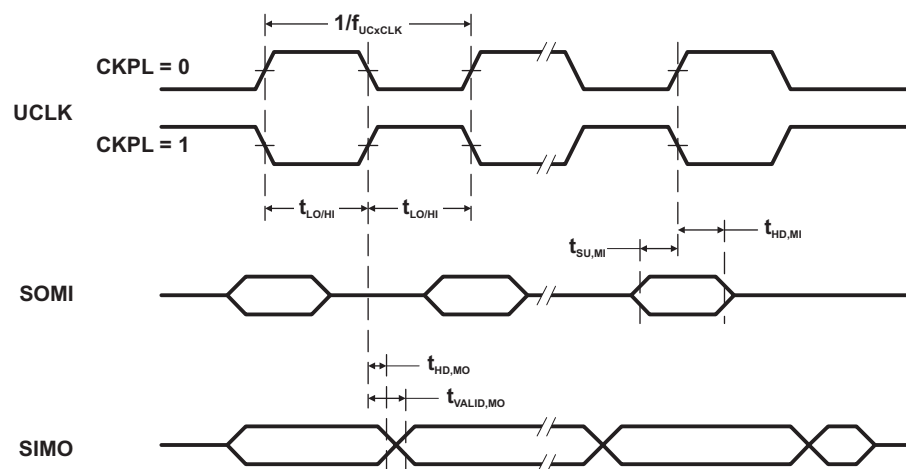 1/fUCxCLK
CKPL = 0
UCLK
CKPL = 1
tLO/HI tLO/HI
tSU,MI tHD,MI
SOMI
tHD,MO
tVALID,MO
SIMO